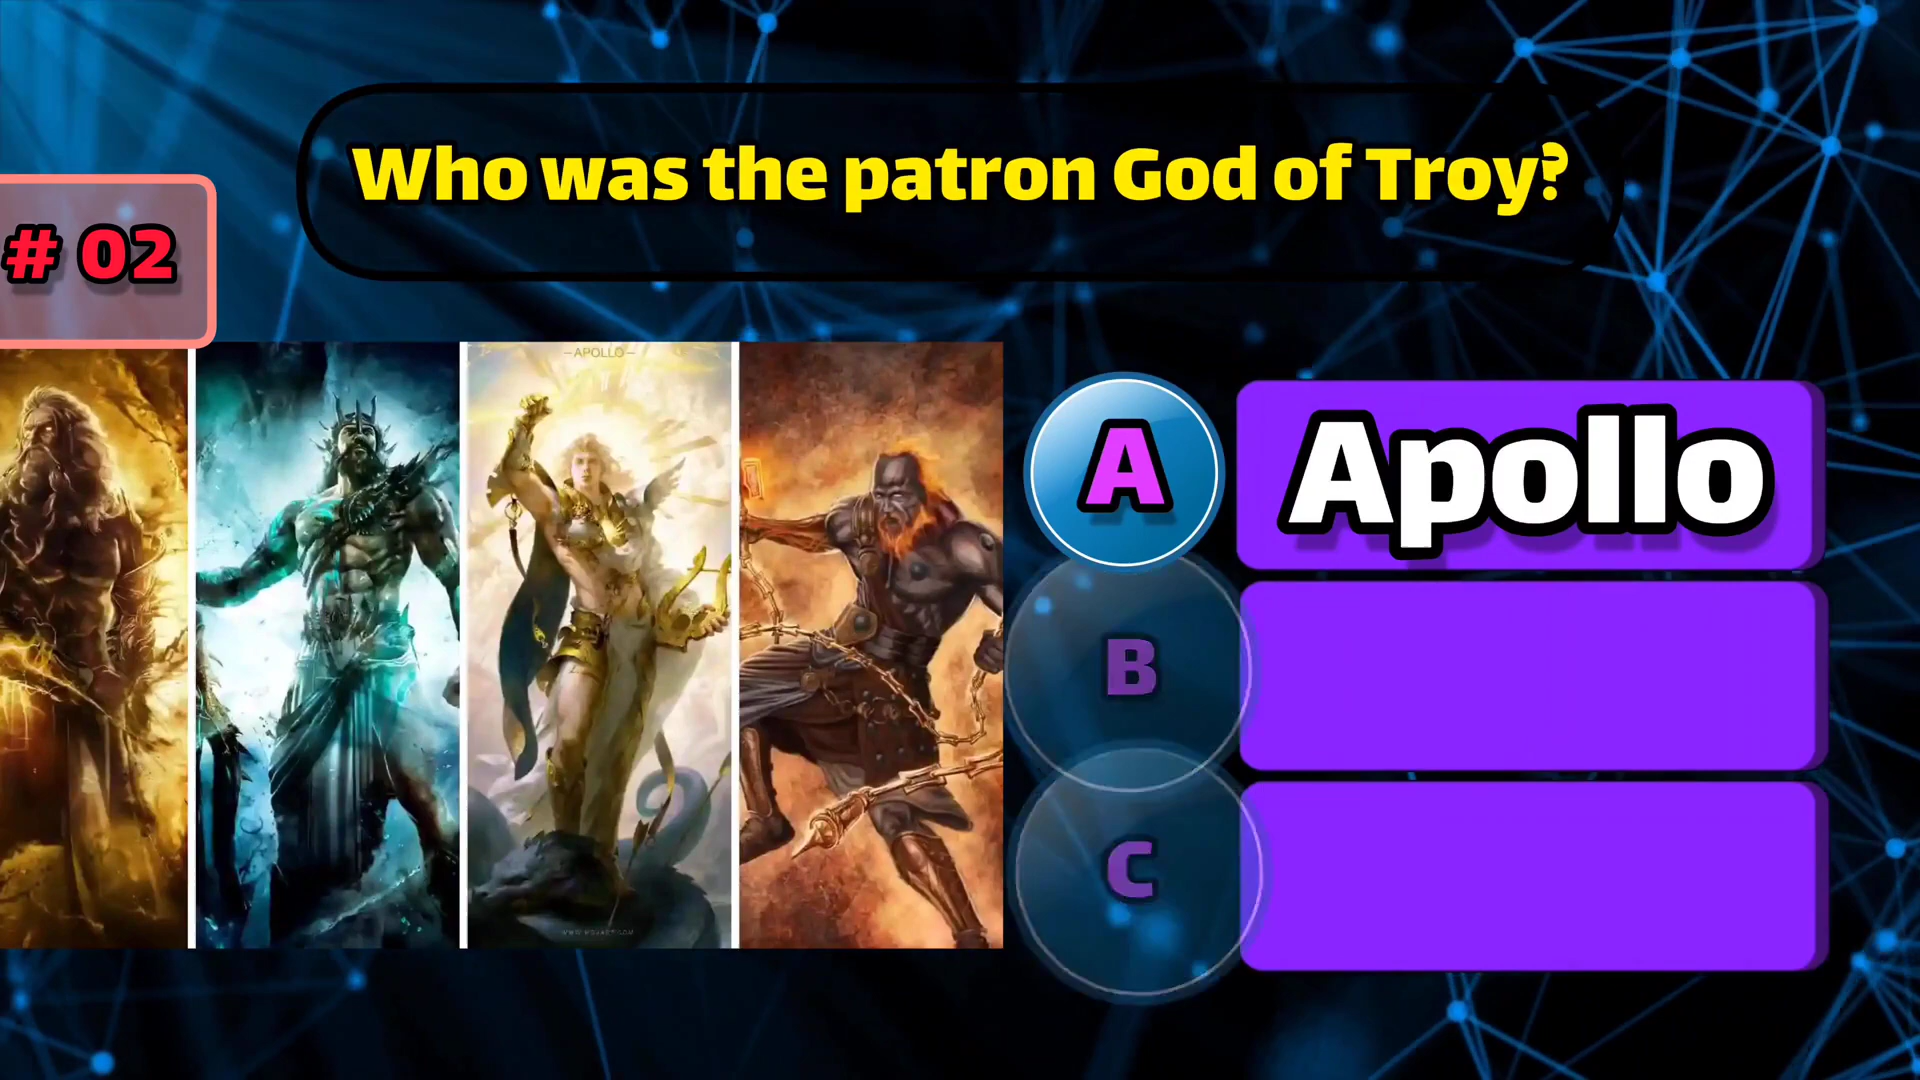 Who was the patron God of Troy?
# 02
— APOLLO —
A
Apollo
B
C